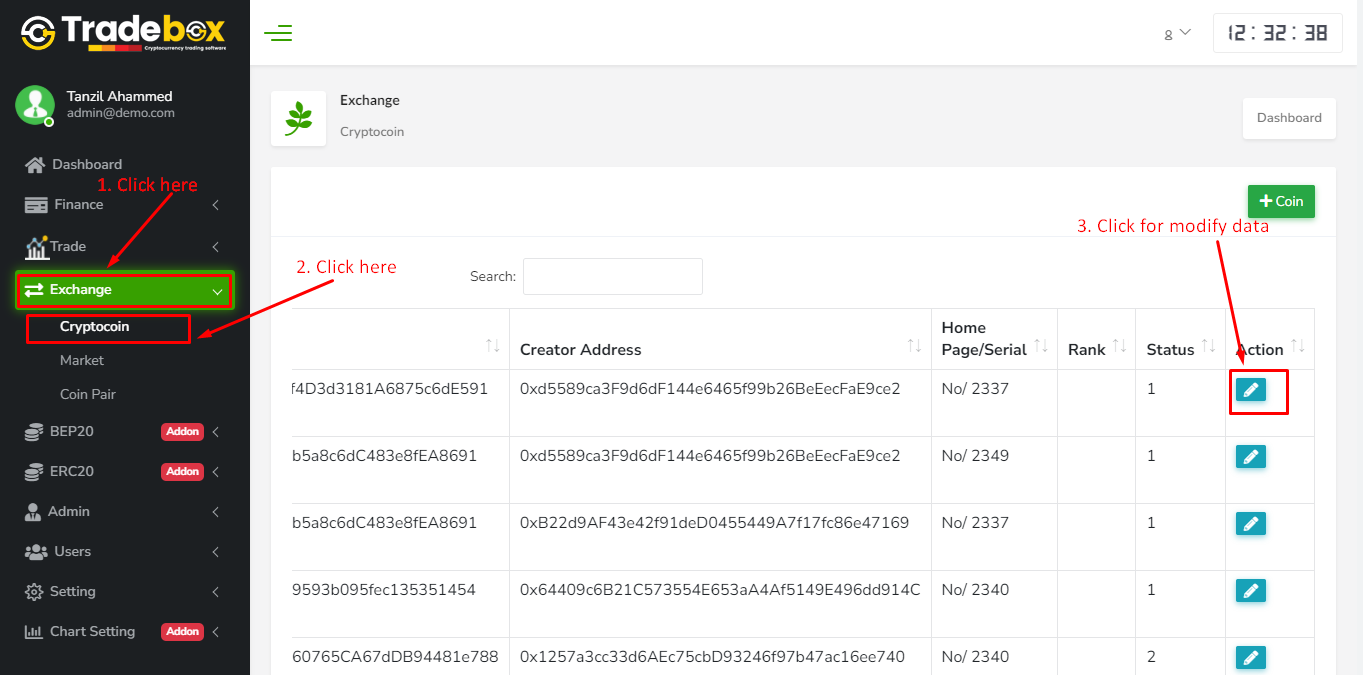 Tradebox
Cryptocurrency trading software
12:32:38
Tanzil Ahammed
admin@demo.com
Dashboard
1. Click here
Finance
Trade
Exchange
Cryptocoin
Market
Coin Pair
BEP20 Addon
ERC20 Addon
Admin
Users
Setting
Chart Setting Addon
Exchange
Cryptocoin
Dashboard
+ Coin
3. Click for modify data
2. Click here
Search:
Creator Address Home Page/Serial Rank Status Action
f4D3d3181A6875c6dE591 0xd5589ca3F9d6dF144e6465f99b26BeEecFaE9ce2 No/ 2337 1
b5a8c6dC483e8fEA8691 0xd5589ca3F9d6dF144e6465f99b26BeEecFaE9ce2 No/ 2349 1
b5a8c6dC483e8fEA8691 0xB22d9AF43e42f91deD0455449A7f17fc86e47169 No/ 2337 1
9593b095fec135351454 0x64409c6B21C573554E653aA4Af5149E496dd914C No/ 2340 1
60765CA67dDB94481e788 0x1257a3cc33d6AEc75cbD93246f97b47ac16ee740 No/ 2340 2